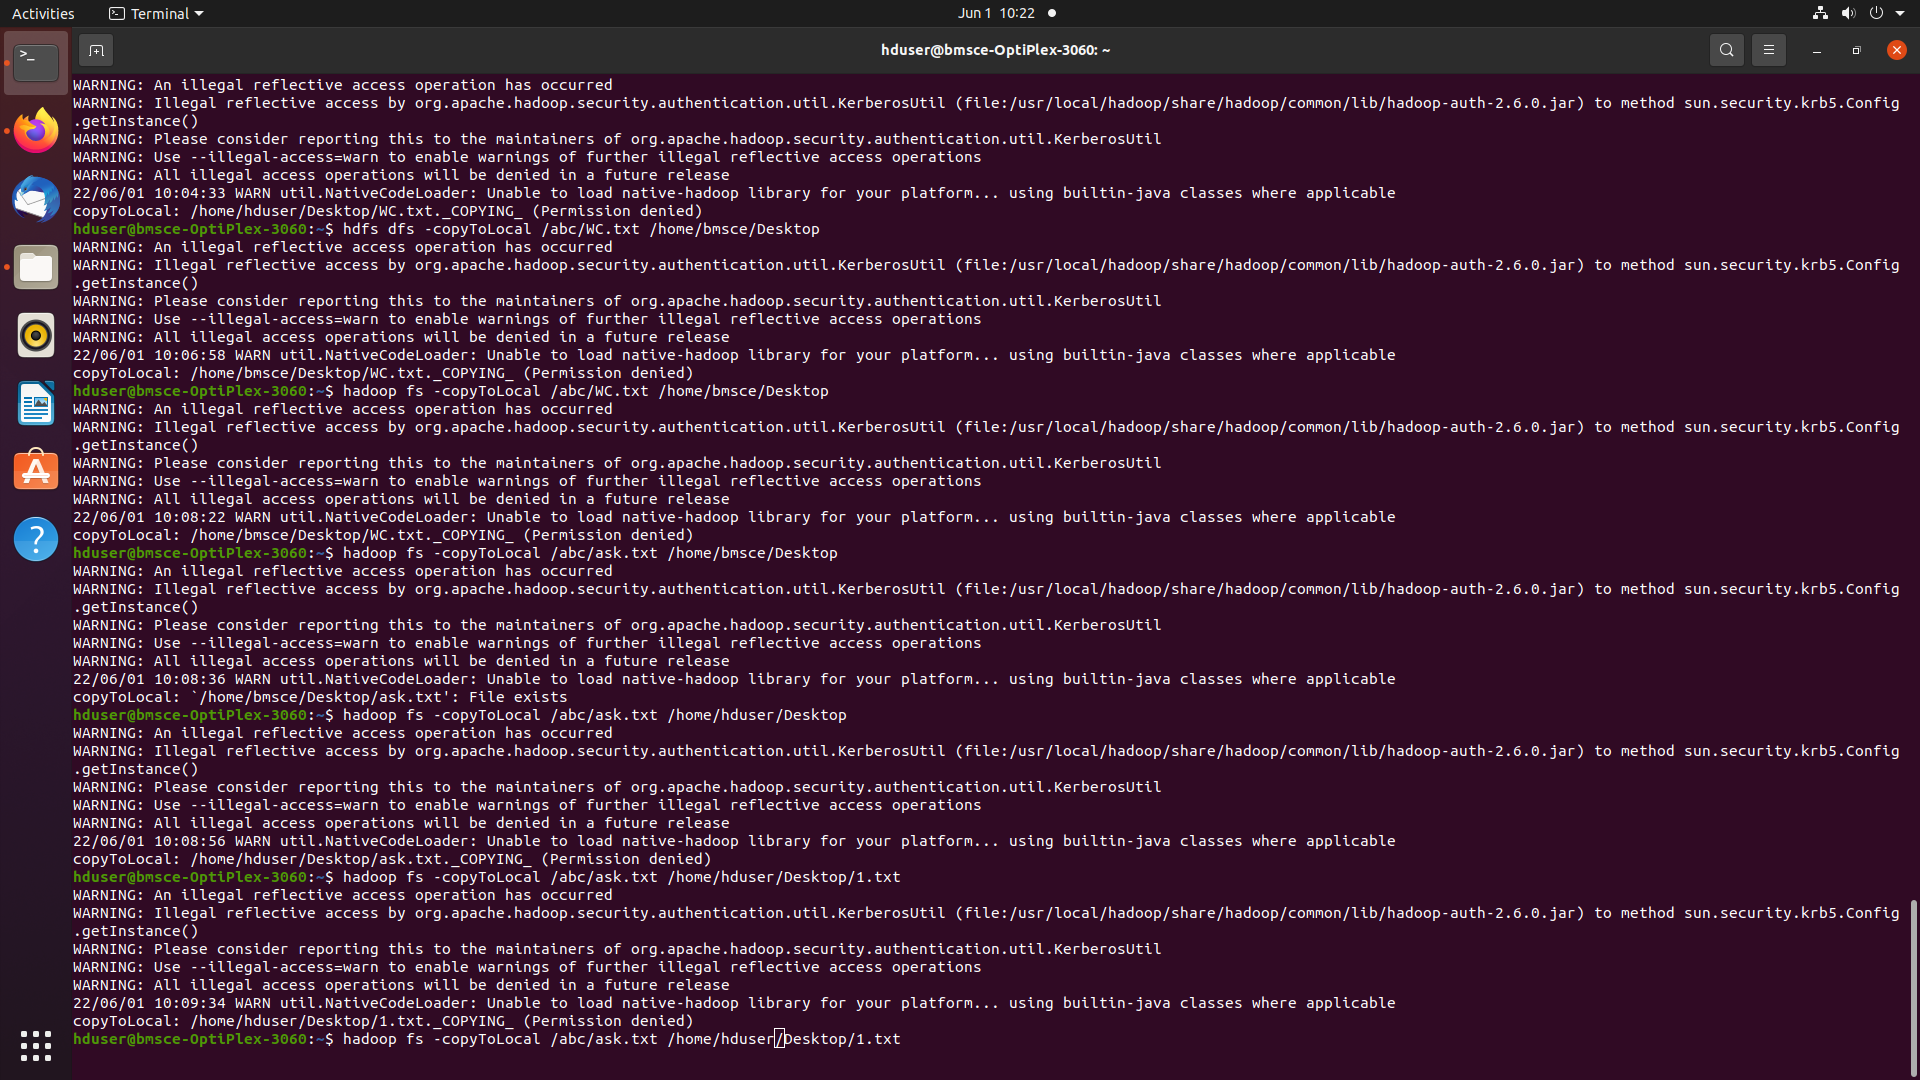 Activities
Terminal
Jun 1 10:22
hduser@bmsce-OptiPlex-3060: ~
WARNING: An illegal reflective access operation has occurred
WARNING: Illegal reflective access by org.apache.hadoop.security.authentication.util.KerberosUtil (file:/usr/local/hadoop/share/hadoop/common/lib/hadoop-auth-2.6.0.jar) to method sun.security.krb5.Config
.getInstance()
WARNING: Please consider reporting this to the maintainers of org.apache.hadoop.security.authentication.util.KerberosUtil
WARNING: Use --illegal-access=warn to enable warnings of further illegal reflective access operations
WARNING: All illegal access operations will be denied in a future release
22/06/01 10:04:33 WARN util.NativeCodeLoader: Unable to load native-hadoop library for your platform... using builtin-java classes where applicable
copyToLocal: /home/hduser/Desktop/WC.txt._COPYING_ (Permission denied)
hduser@bmsce-OptiPlex-3060:~$ hdfs dfs -copyToLocal /abc/WC.txt /home/bmsce/Desktop
WARNING: An illegal reflective access operation has occurred
WARNING: Illegal reflective access by org.apache.hadoop.security.authentication.util.KerberosUtil (file:/usr/local/hadoop/share/hadoop/common/lib/hadoop-auth-2.6.0.jar) to method sun.security.krb5.Config
.getInstance()
WARNING: Please consider reporting this to the maintainers of org.apache.hadoop.security.authentication.util.KerberosUtil
WARNING: Use --illegal-access=warn to enable warnings of further illegal reflective access operations
WARNING: All illegal access operations will be denied in a future release
22/06/01 10:06:58 WARN util.NativeCodeLoader: Unable to load native-hadoop library for your platform... using builtin-java classes where applicable
copyToLocal: /home/bmsce/Desktop/WC.txt._COPYING_ (Permission denied)
hduser@bmsce-OptiPlex-3060:~$ hadoop fs -copyToLocal /abc/WC.txt /home/bmsce/Desktop
WARNING: An illegal reflective access operation has occurred
WARNING: Illegal reflective access by org.apache.hadoop.security.authentication.util.KerberosUtil (file:/usr/local/hadoop/share/hadoop/common/lib/hadoop-auth-2.6.0.jar) to method sun.security.krb5.Config
.getInstance()
WARNING: Please consider reporting this to the maintainers of org.apache.hadoop.security.authentication.util.KerberosUtil
WARNING: Use --illegal-access=warn to enable warnings of further illegal reflective access operations
WARNING: All illegal access operations will be denied in a future release
22/06/01 10:08:22 WARN util.NativeCodeLoader: Unable to load native-hadoop library for your platform... using builtin-java classes where applicable
copyToLocal: /home/bmsce/Desktop/WC.txt._COPYING_ (Permission denied)
hduser@bmsce-OptiPlex-3060:~$ hadoop fs -copyToLocal /abc/ask.txt /home/bmsce/Desktop
WARNING: An illegal reflective access operation has occurred
WARNING: Illegal reflective access by org.apache.hadoop.security.authentication.util.KerberosUtil (file:/usr/local/hadoop/share/hadoop/common/lib/hadoop-auth-2.6.0.jar) to method sun.security.krb5.Config
.getInstance()
WARNING: Please consider reporting this to the maintainers of org.apache.hadoop.security.authentication.util.KerberosUtil
WARNING: Use --illegal-access=warn to enable warnings of further illegal reflective access operations
WARNING: All illegal access operations will be denied in a future release
22/06/01 10:08:36 WARN util.NativeCodeLoader: Unable to load native-hadoop library for your platform... using builtin-java classes where applicable
copyToLocal: `/home/bmsce/Desktop/ask.txt': File exists
hduser@bmsce-OptiPlex-3060:~$ hadoop fs -copyToLocal /abc/ask.txt /home/hduser/Desktop
WARNING: An illegal reflective access operation has occurred
WARNING: Illegal reflective access by org.apache.hadoop.security.authentication.util.KerberosUtil (file:/usr/local/hadoop/share/hadoop/common/lib/hadoop-auth-2.6.0.jar) to method sun.security.krb5.Config
.getInstance()
WARNING: Please consider reporting this to the maintainers of org.apache.hadoop.security.authentication.util.KerberosUtil
WARNING: Use --illegal-access=warn to enable warnings of further illegal reflective access operations
WARNING: All illegal access operations will be denied in a future release
22/06/01 10:08:56 WARN util.NativeCodeLoader: Unable to load native-hadoop library for your platform... using builtin-java classes where applicable
copyToLocal: /home/hduser/Desktop/ask.txt._COPYING_ (Permission denied)
hduser@bmsce-OptiPlex-3060:~$ hadoop fs -copyToLocal /abc/ask.txt /home/hduser/Desktop/1.txt
WARNING: An illegal reflective access operation has occurred
WARNING: Illegal reflective access by org.apache.hadoop.security.authentication.util.KerberosUtil (file:/usr/local/hadoop/share/hadoop/common/lib/hadoop-auth-2.6.0.jar) to method sun.security.krb5.Config
.getInstance()
WARNING: Please consider reporting this to the maintainers of org.apache.hadoop.security.authentication.util.KerberosUtil
WARNING: Use --illegal-access=warn to enable warnings of further illegal reflective access operations
WARNING: All illegal access operations will be denied in a future release
22/06/01 10:09:34 WARN util.NativeCodeLoader: Unable to load native-hadoop library for your platform... using builtin-java classes where applicable
copyToLocal: /home/hduser/Desktop/1.txt._COPYING_ (Permission denied)
hduser@bmsce-OptiPlex-3060:~$ hadoop fs -copyToLocal /abc/ask.txt /home/hduser/Desktop/1.txt